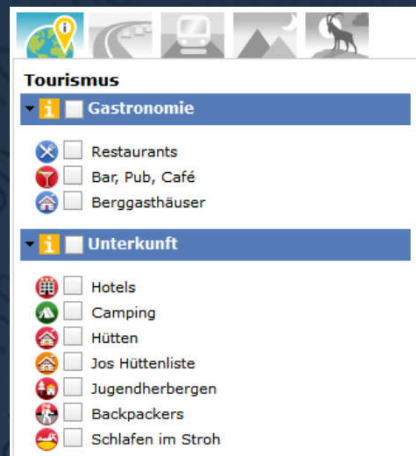 Tourismus
Gastronomie
Restaurants
Bar, Pub, Café
Berggasthäuser
Unterkunft
Hotels
Camping
Hütten
Jos Hüttenliste
Jugendherbergen
Backpackers
Schlafen im Stroh